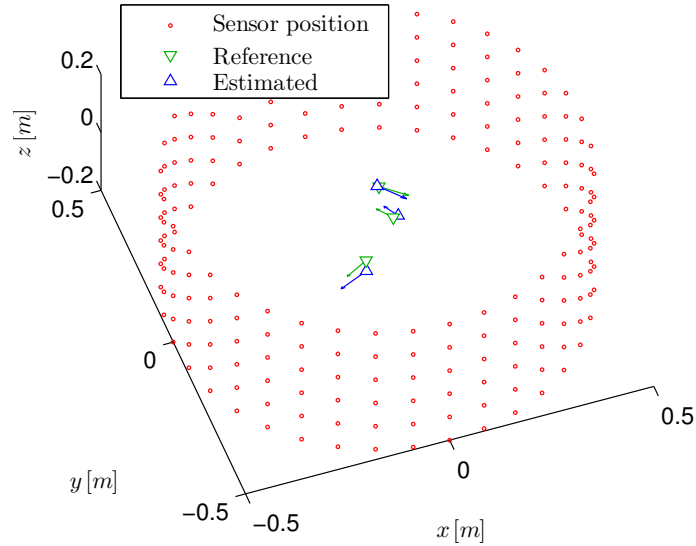 Sensor position
Reference
Estimated
0.2
0
−0.2
z [m]
0.5
0
−0.5
y [m]
−0.5
0
0.5
x [m]